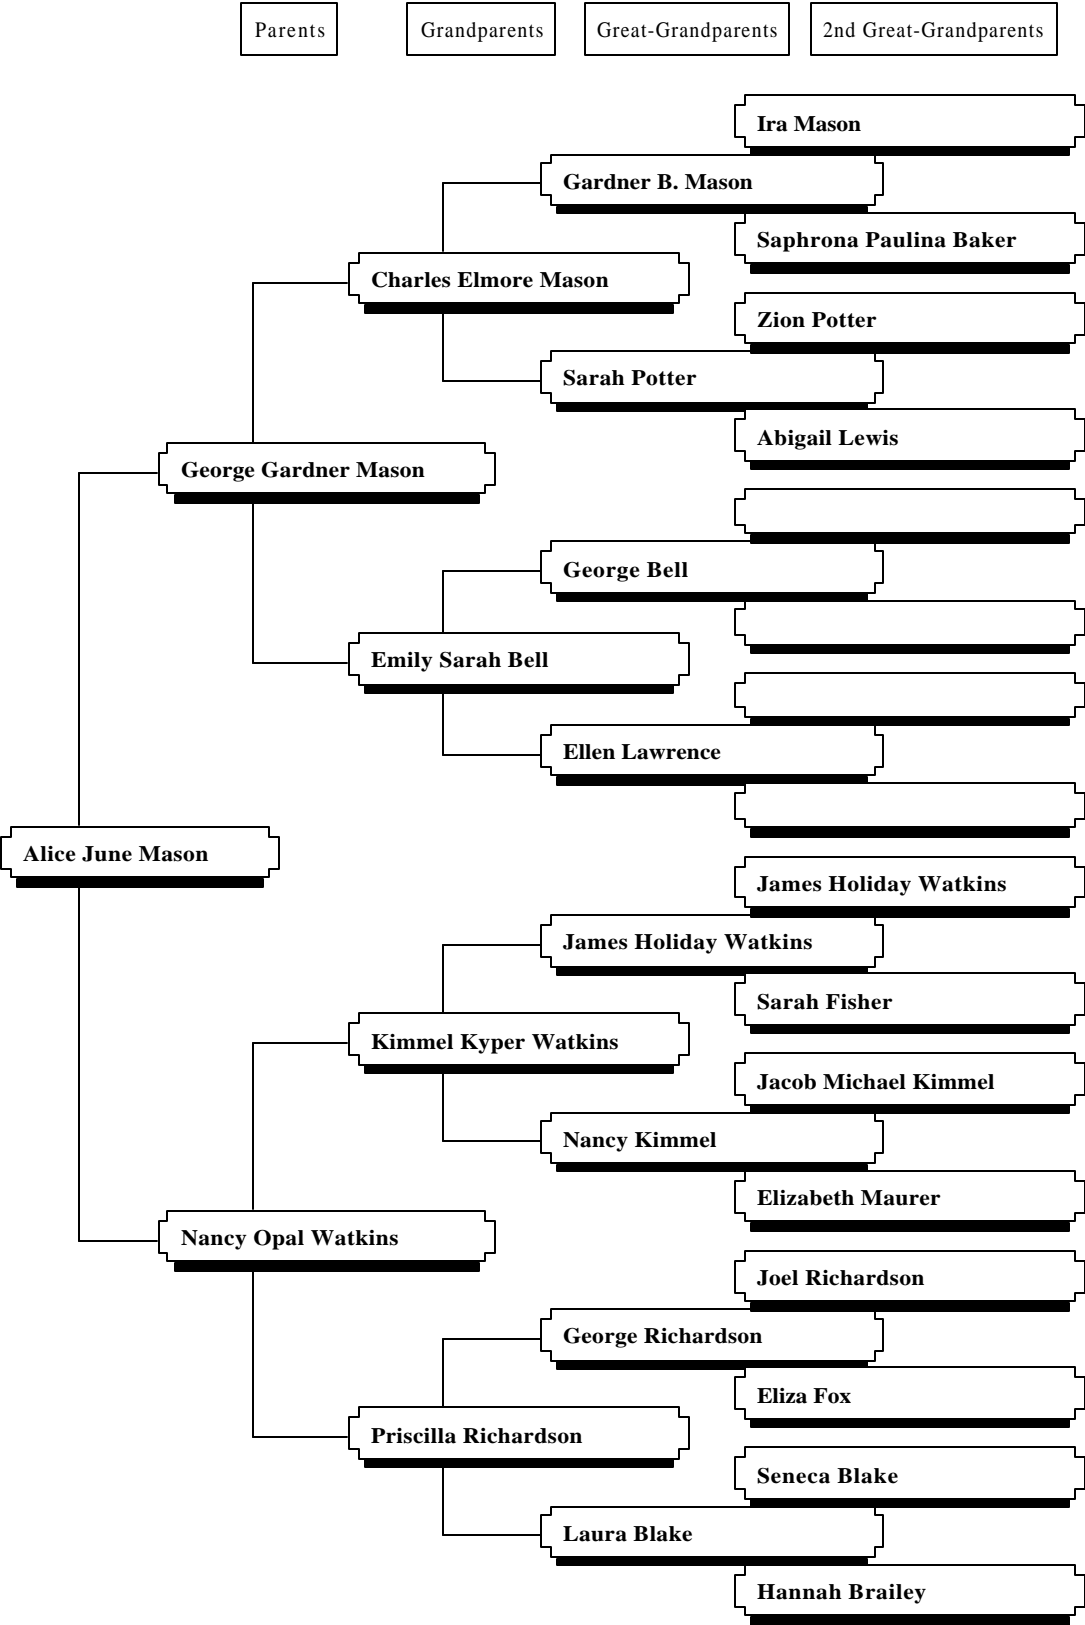 Parents
Grandparents
Great-Grandparents
2nd Great-Grandparents
Ira Mason
Gardner B. Mason
Saphrona Paulina Baker
Charles Elmore Mason
Zion Potter
Sarah Potter
Abigail Lewis
George Gardner Mason
George Bell
Emily Sarah Bell
Ellen Lawrence
Alice June Mason
James Holiday Watkins
James Holiday Watkins
Sarah Fisher
Kimmel Kyper Watkins
Jacob Michael Kimmel
Nancy Kimmel
Elizabeth Maurer
Nancy Opal Watkins
Joel Richardson
George Richardson
Eliza Fox
Priscilla Richardson
Seneca Blake
Laura Blake
Hannah Brailey